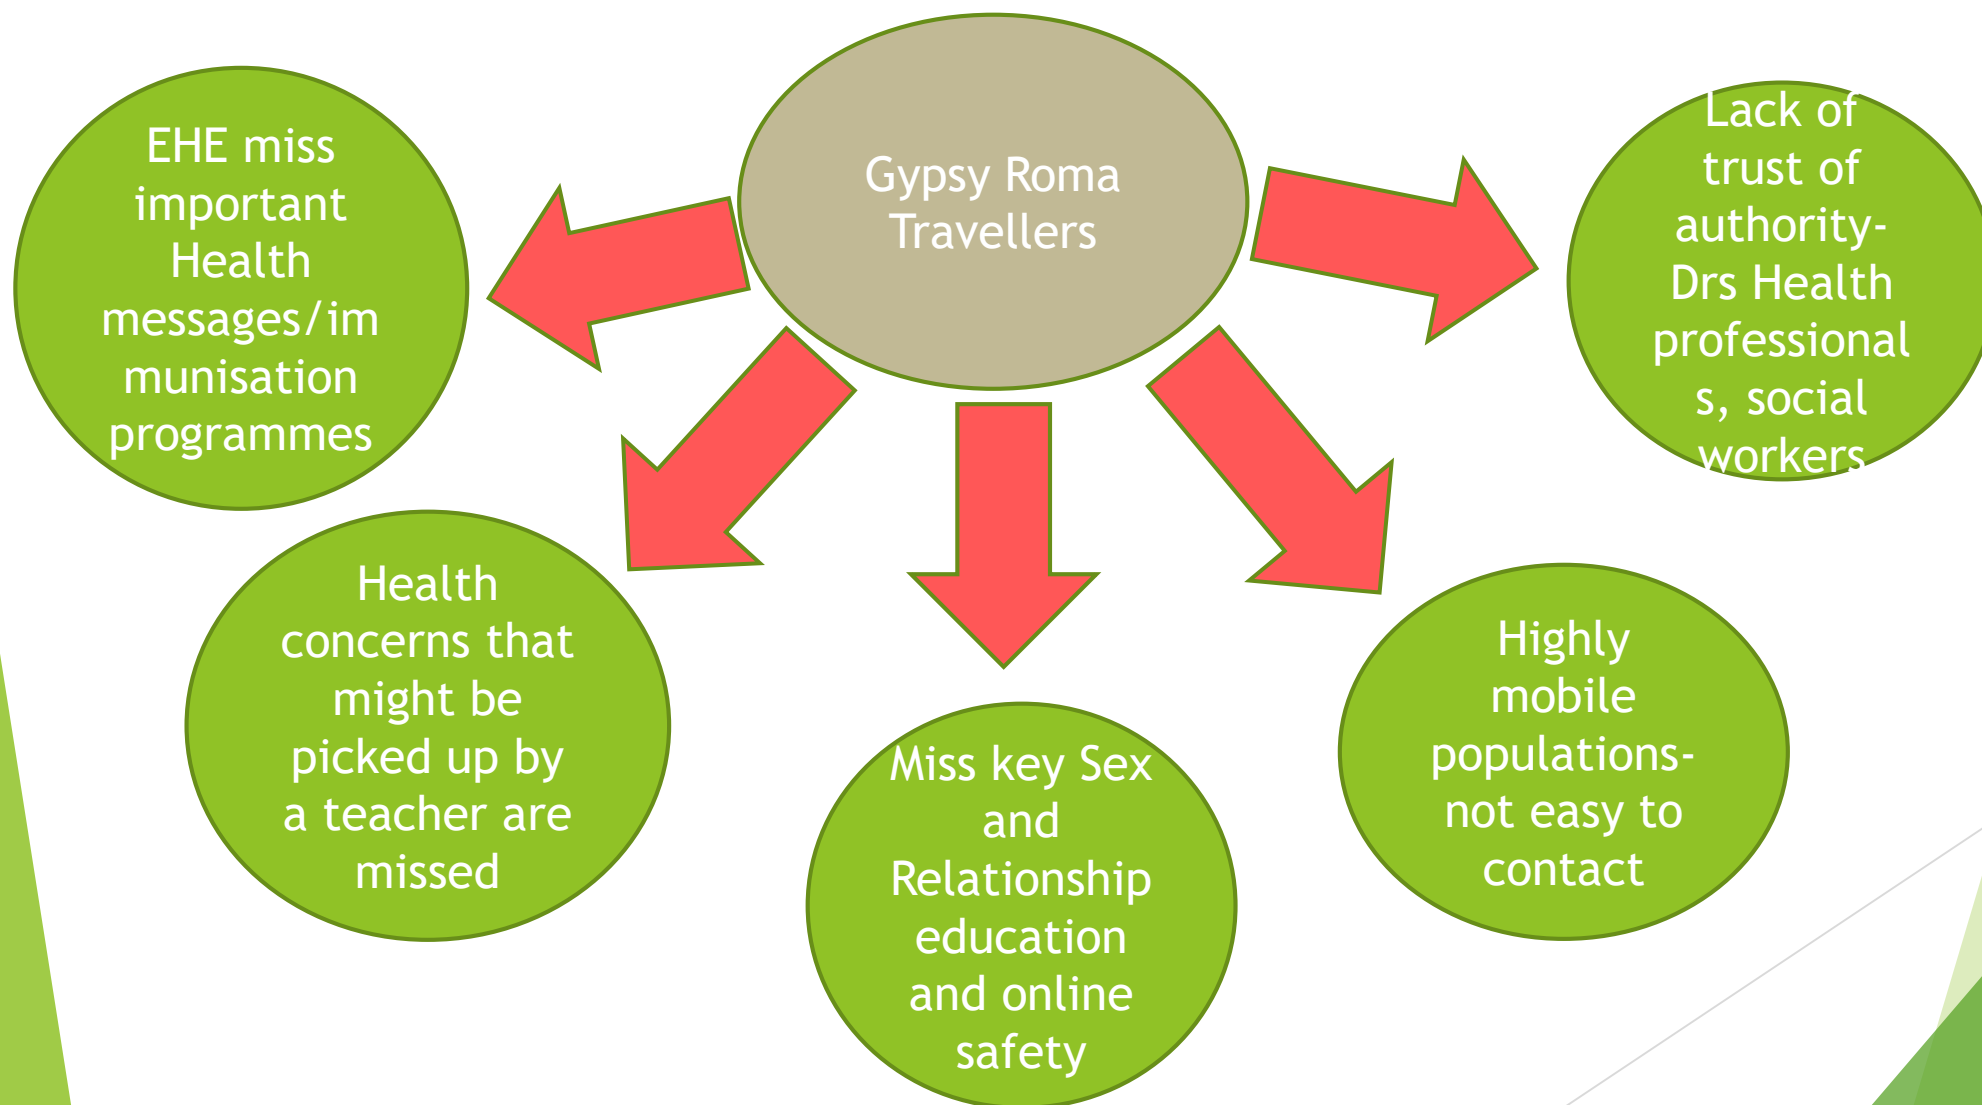 Gypsy Roma
Travellers
EHE miss
important
Health
messages/im
munisation
programmes
Health
concerns that
might be
picked up by
a teacher are
missed
Miss key Sex
and
Relationship
education
and online
safety
Highly
mobile
populations-
not easy to
contact
Lack of
trust of
authority-
Drs Health
professional
s, social
workers